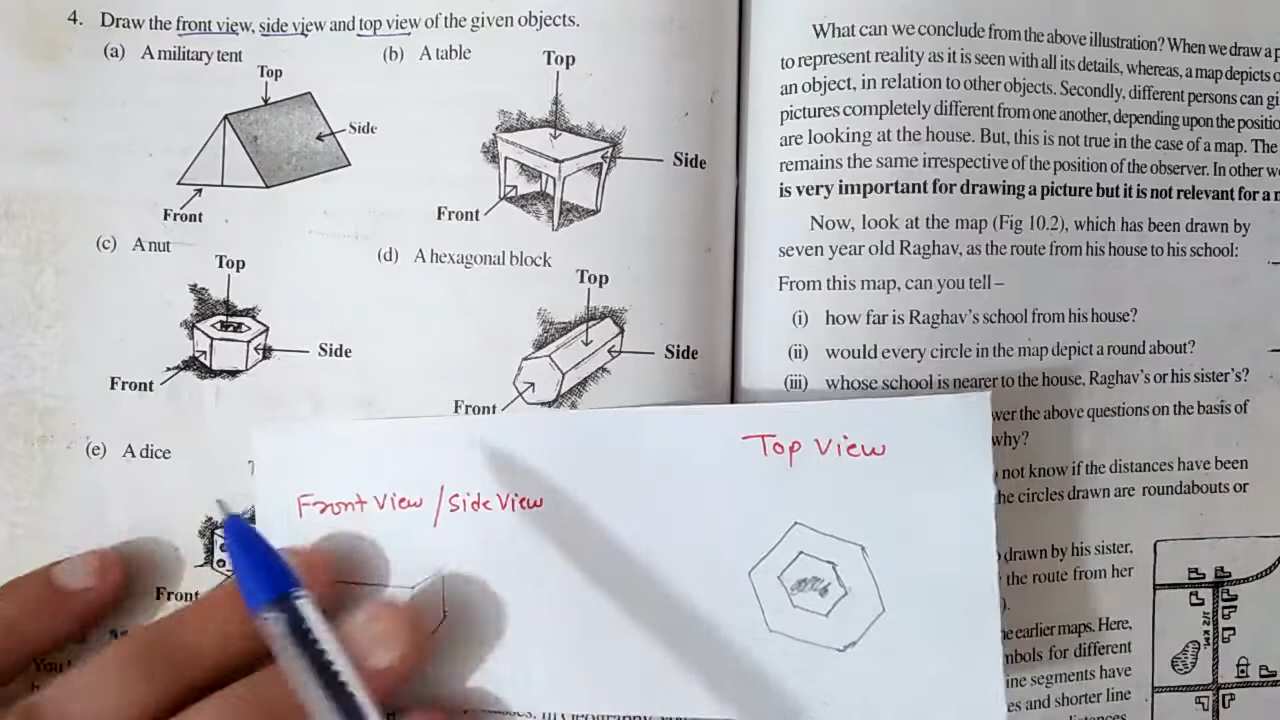 4. Draw the front view, side view and top view of the given objects.
(a) A military tent
(b) A table
Top
Side
Front
Top
Side
Front
(c) A nut
(d) A hexagonal block
Top
Side
Front
Top
Side
Front
(e) A dice
Front
You
Front View / Side View
Top View
What can we conclude from the above illustration? When we draw a
to represent reality as it is seen with all its details, whereas, a map depicts
an object, in relation to other objects. Secondly, different persons can
pictures completely different from one another, depending upon the
are looking at the house. But, this is not true in the case of a map. The
remains the same irrespective of the position of the observer. In other
is very important for drawing a picture but it is not relevant for a
Now, look at the map (Fig 10.2), which has been drawn by
seven year old Raghav, as the route from his house to his school:
From this map, can you tell –
(i) how far is Raghav's school from his house?
(ii) would every circle in the map depict a round about?
(iii) whose school is nearer to the house, Raghav's or his sister's?
the above questions on the basis of
why?
not know if the distances have been
circles drawn are roundabouts or
drawn by his sister,
the route from her
earlier maps. Here,
for different
line segments have
and shorter line
1/2 KM.